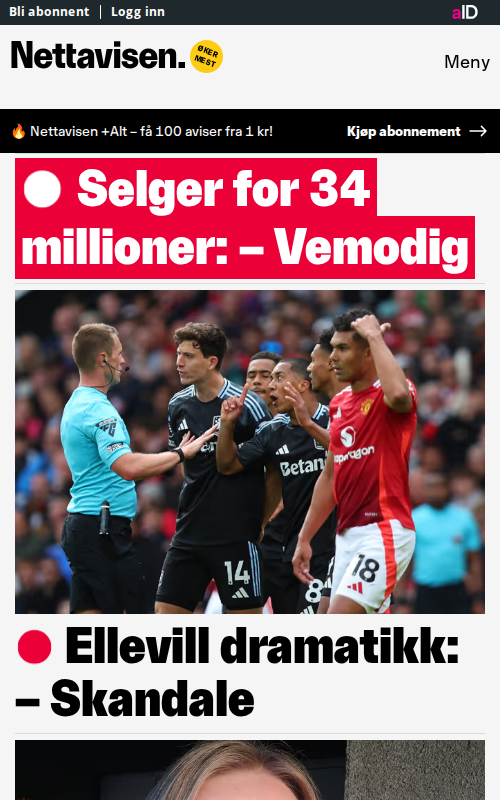 Bli abonnent | Logg inn
aID
Nettavisen.
ØKER
MEST
Meny
🔥 Nettavisen +Alt – få 100 aviser fra 1 kr!
Kjøp abonnement →
Selger for 34
millioner: – Vemodig
Betano
14
8
18
Ellevill dramatikk:
– Skandale